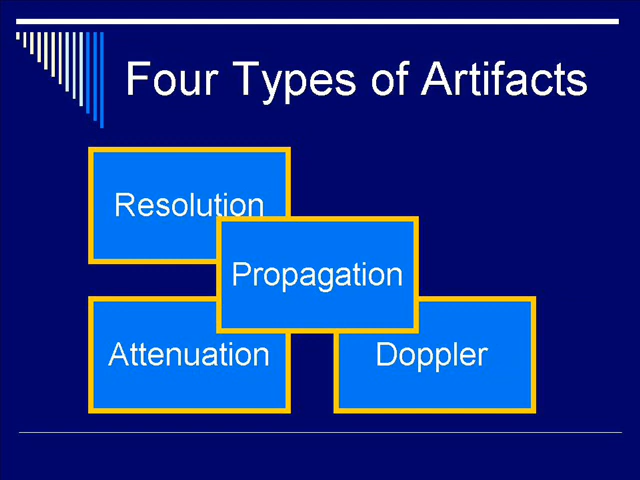 Four Types of Artifacts
Resolution
Propagation
Attenuation
Doppler